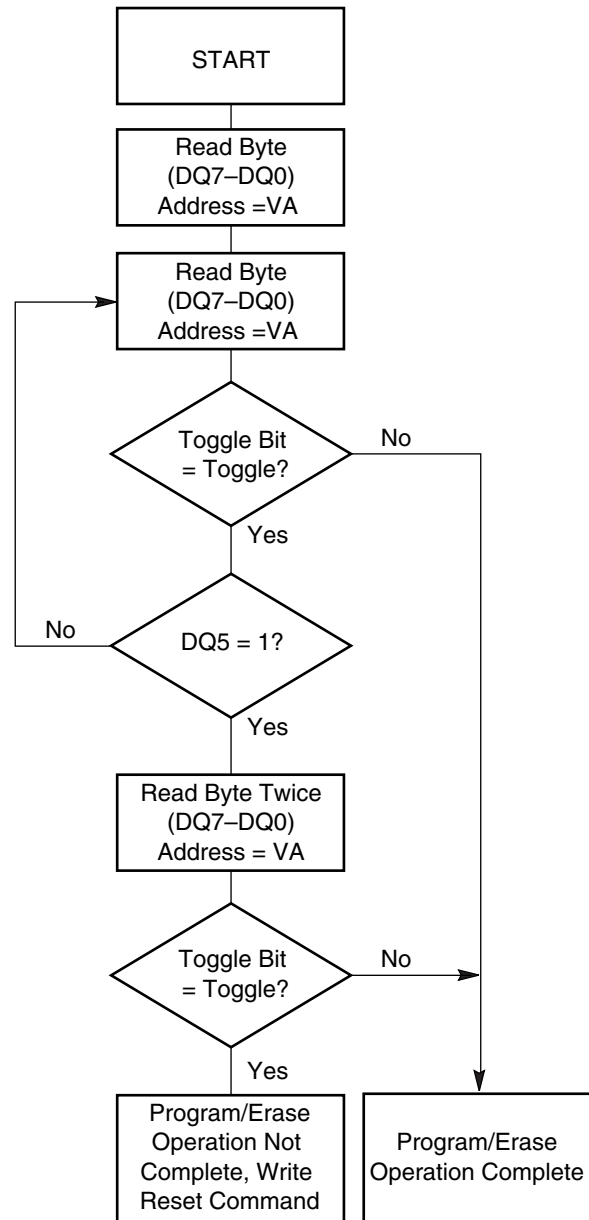 START
Read Byte
(DQ7–DQ0)
Address =VA
Read Byte
(DQ7–DQ0)
Address =VA
Toggle Bit
= Toggle?
No
Yes
No
DQ5 = 1?
Yes
Read Byte Twice
(DQ7–DQ0)
Address = VA
Toggle Bit
= Toggle?
No
Yes
Program/Erase
Operation Not
Complete, Write
Reset Command
Program/Erase
Operation Complete